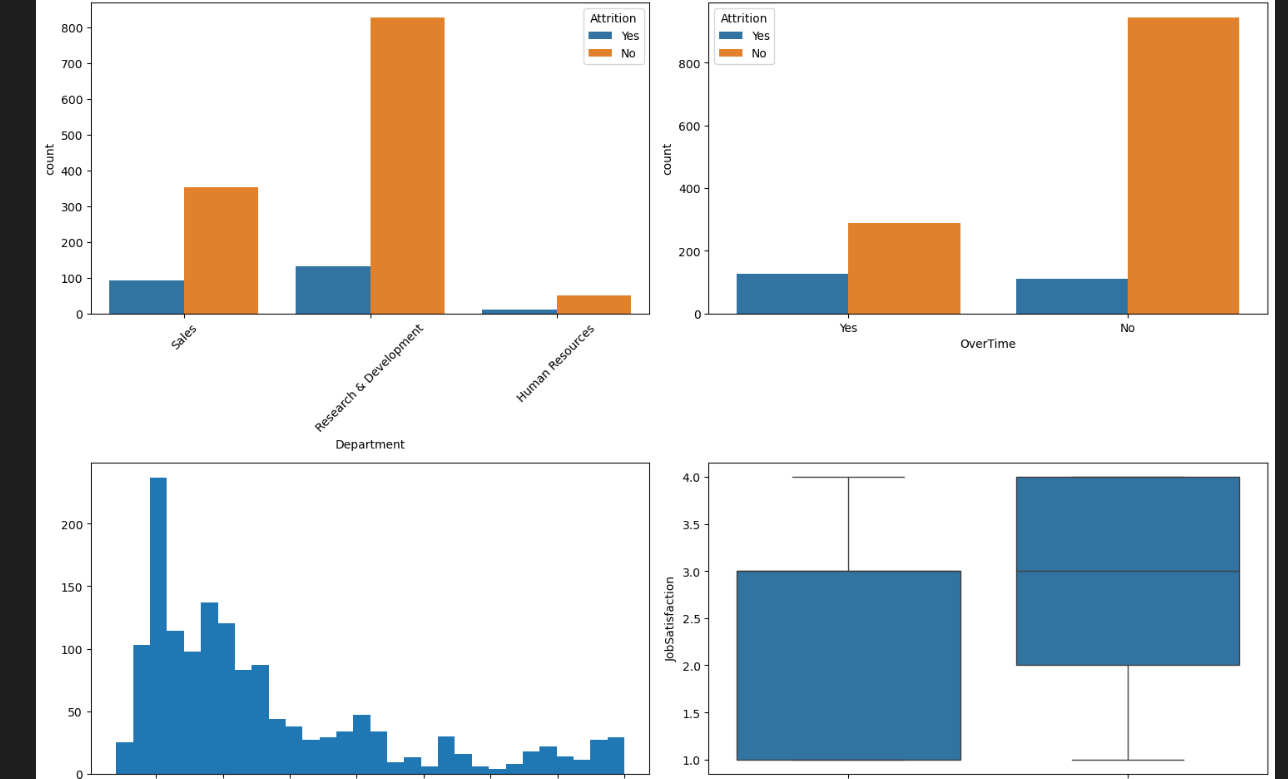 Attrition
Yes
No
800
700
600
500
400
300
200
100
0
count
Sales
Research & Development
Human Resources
Department
Attrition
Yes
No
800
600
400
200
0
count
Yes
No
OverTime
200
150
100
50
0
4.0
3.5
3.0
2.5
2.0
1.5
1.0
JobSatisfaction